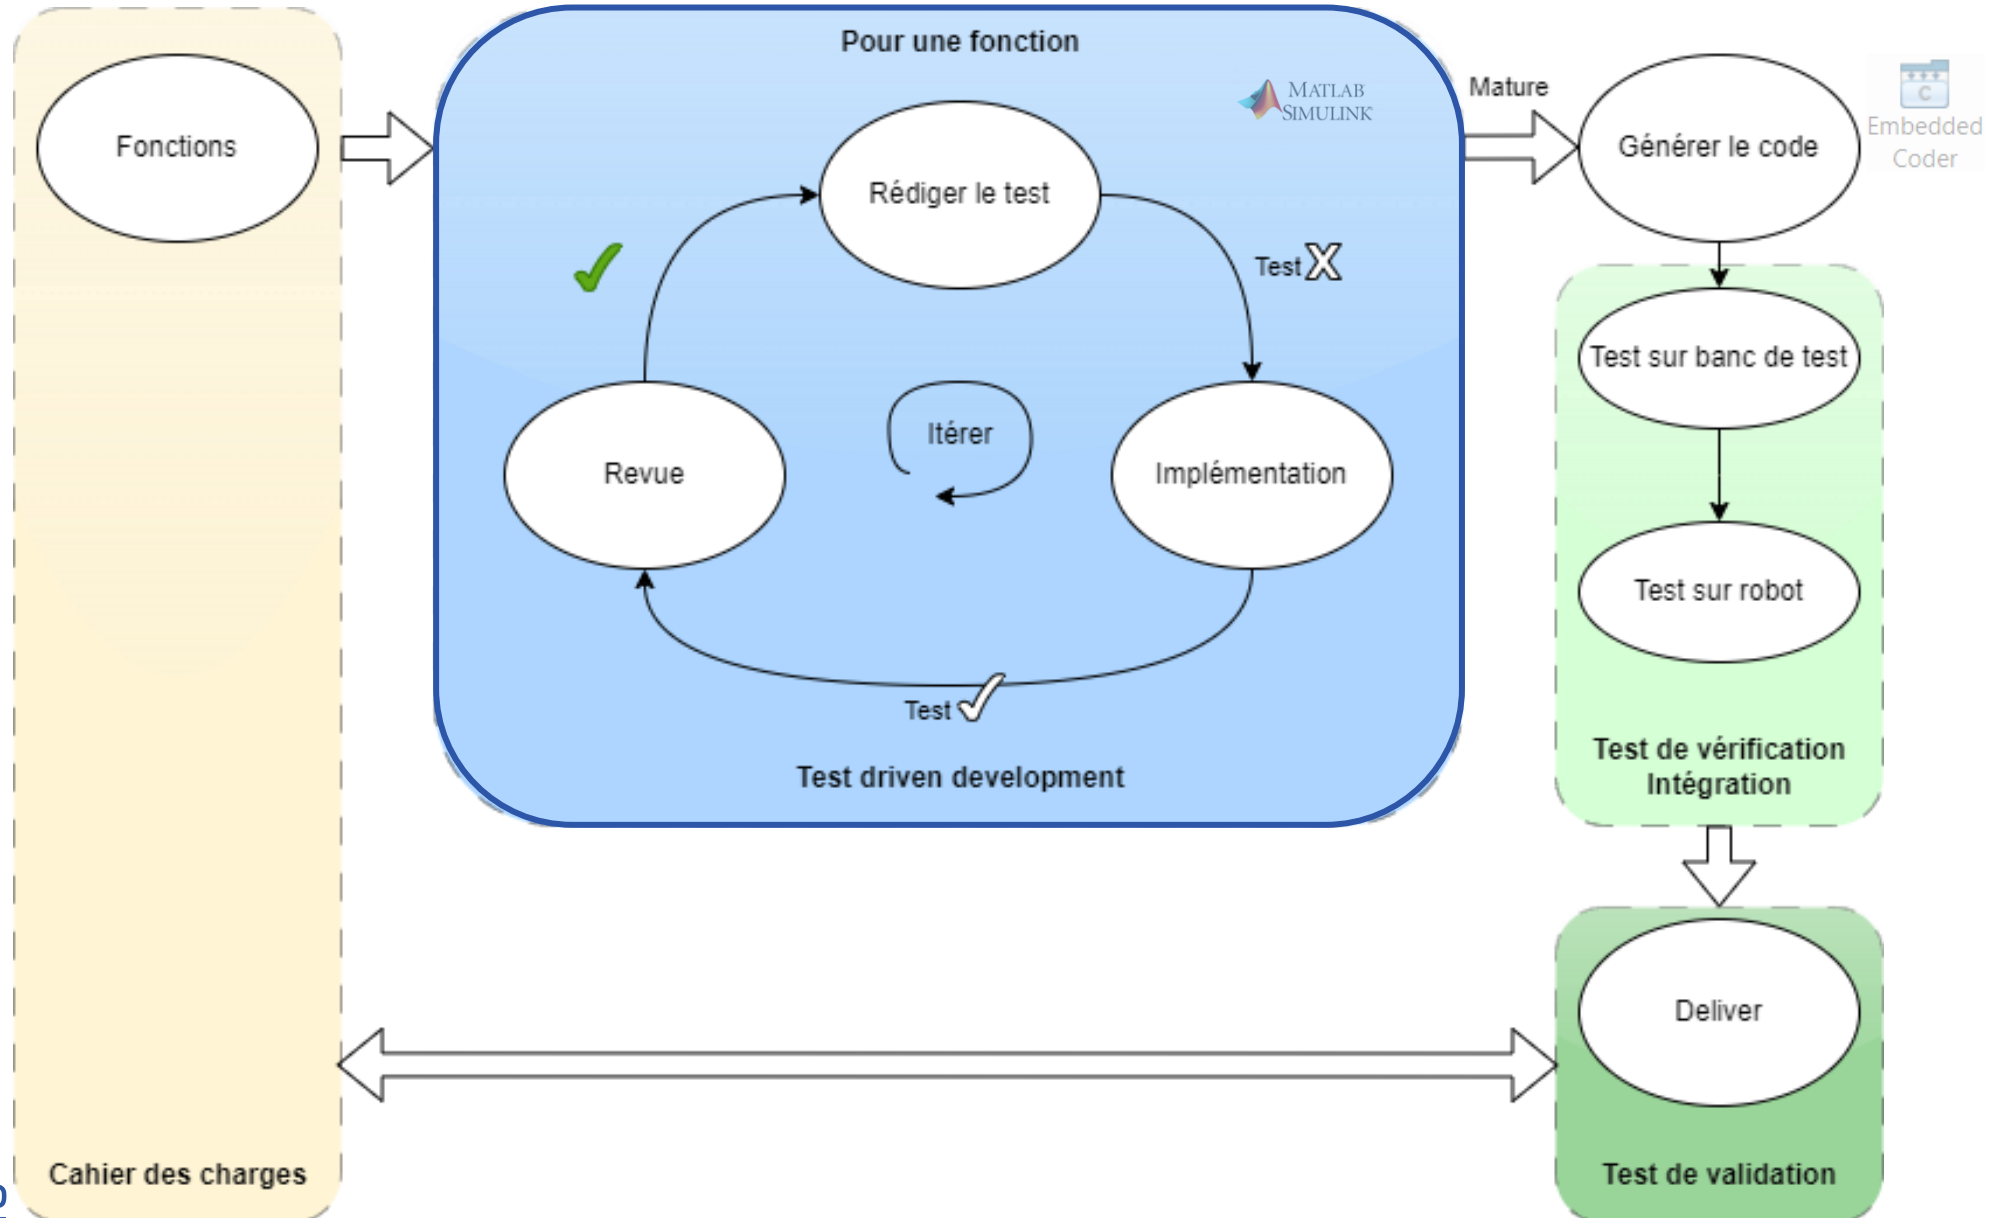 Pour une fonction
Fonctions
MATLAB
SIMULINK
Mature
Générer le code
Embedded
Coder
Rédiger le test
Test X
Test sur banc de test
Itérer
Revue
Implémentation
Test sur robot
Test
Test driven development
Test de vérification
Intégration
Deliver
Cahier des charges
Test de validation